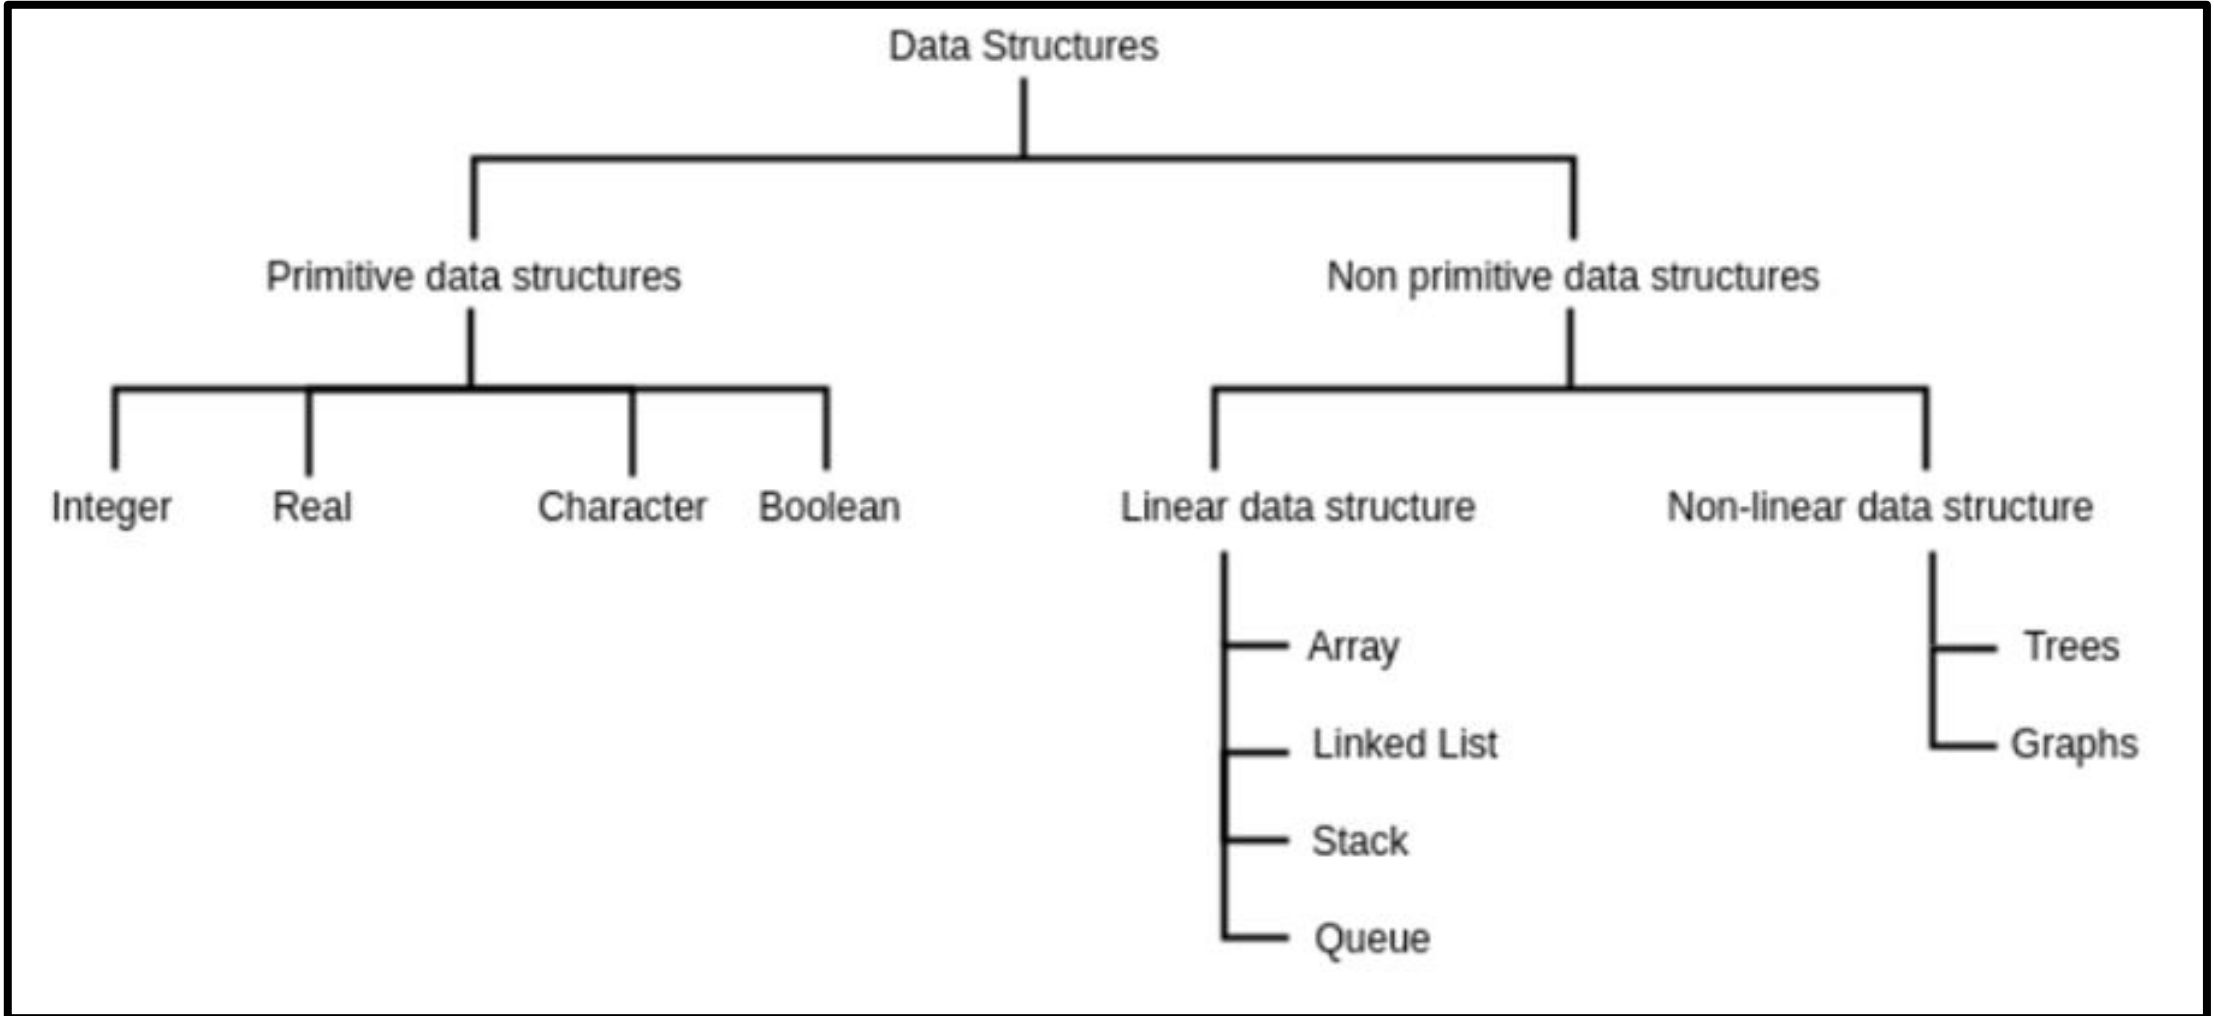 Data Structures
Primitive data structures
Non primitive data structures
Integer
Real
Character
Boolean
Linear data structure
Non-linear data structure
Array
Linked List
Stack
Queue
Trees
Graphs